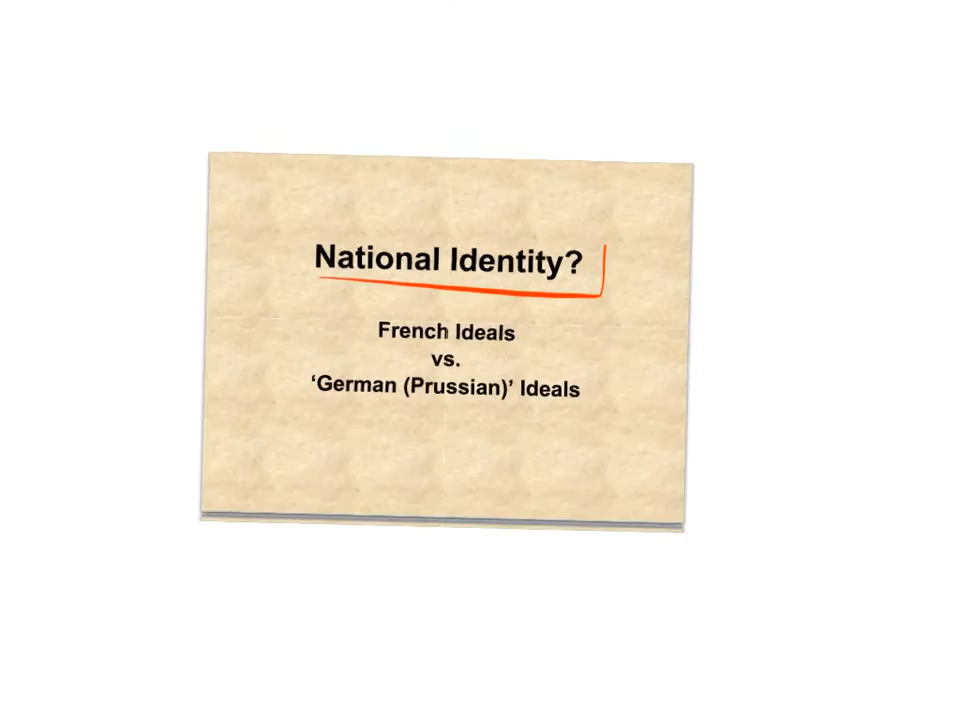 National Identity?
French Ideals
vs.
‘German (Prussian)’ Ideals